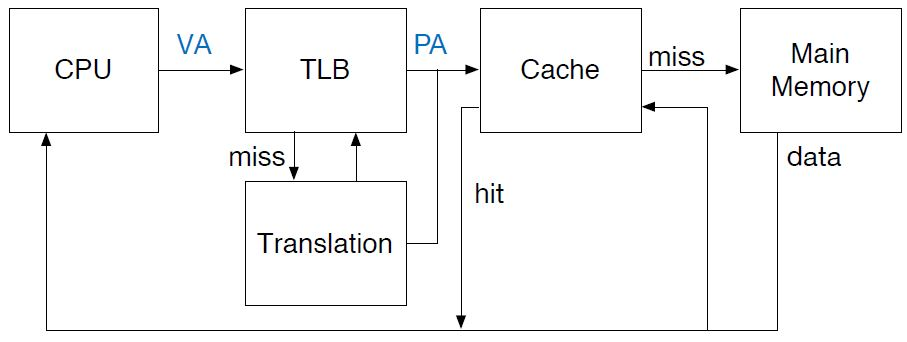 CPU
VA
TLB
PA
Cache
miss
Main
Memory
miss
data
hit
Translation